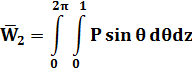 W̅₂ = ∫₀^{2π} ∫₀^{1} P sin θ dθdz